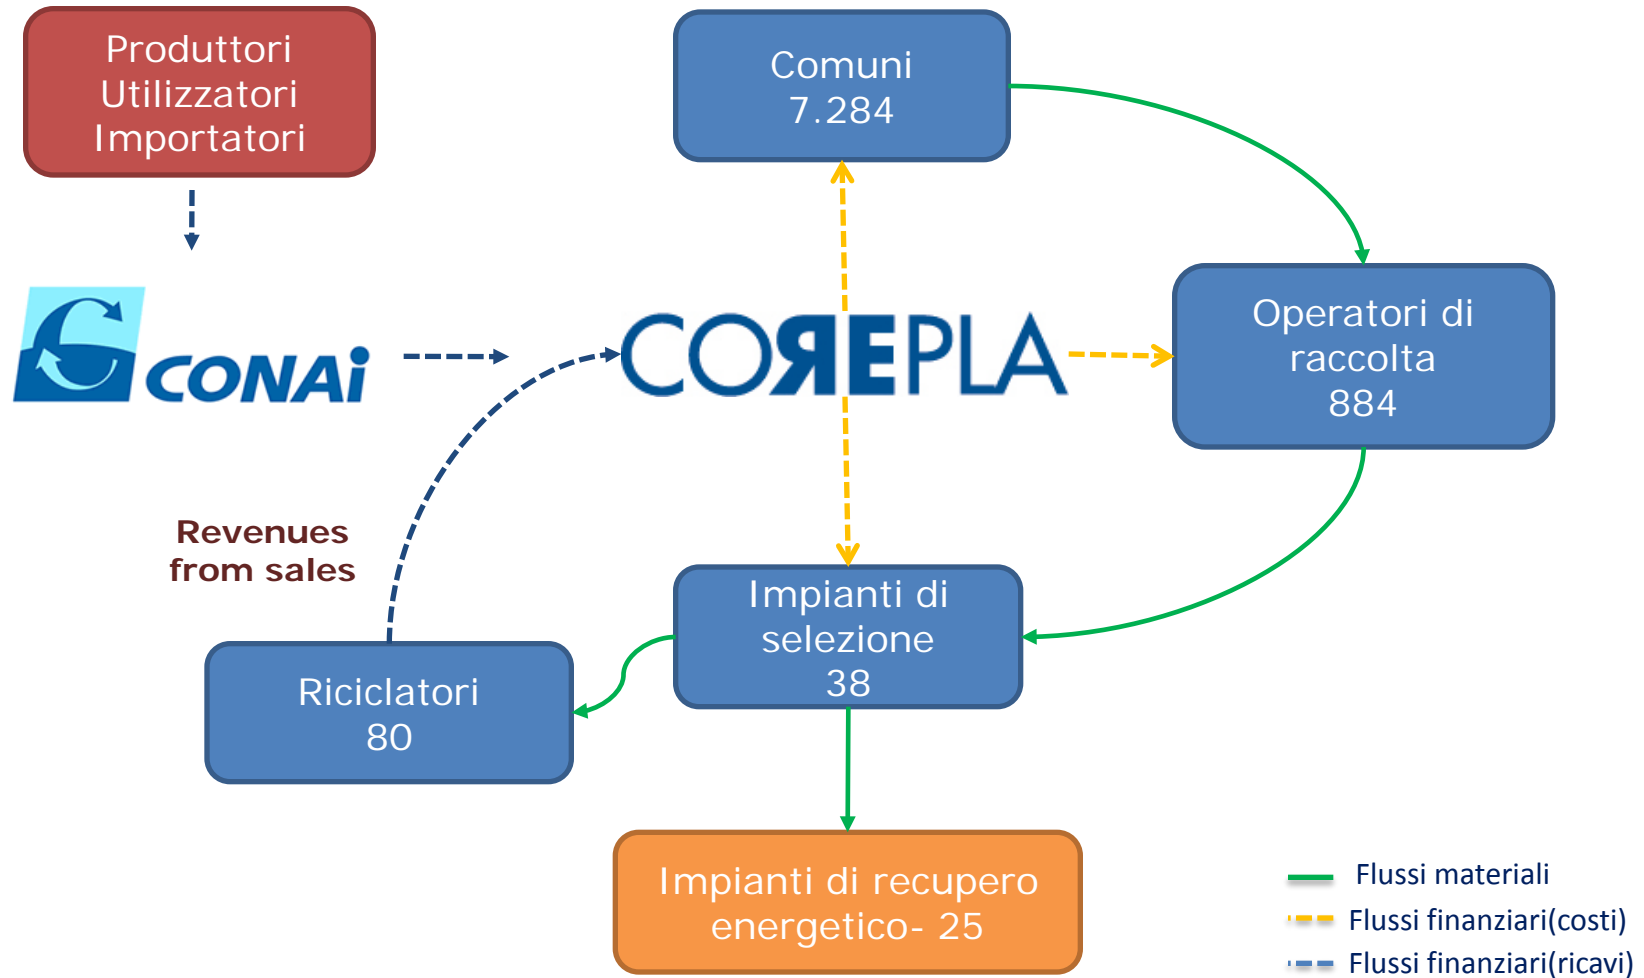 Produttori
Utilizzatori
Importatori
Comuni
7.284
CONAi
COREPLA
Operatori di
raccolta
884
Revenues
from sales
Impianti di
selezione
38
Riciclatori
80
Impianti di recupero
energetico- 25
Flussi materiali
Flussi finanziari(costi)
Flussi finanziari(ricavi)